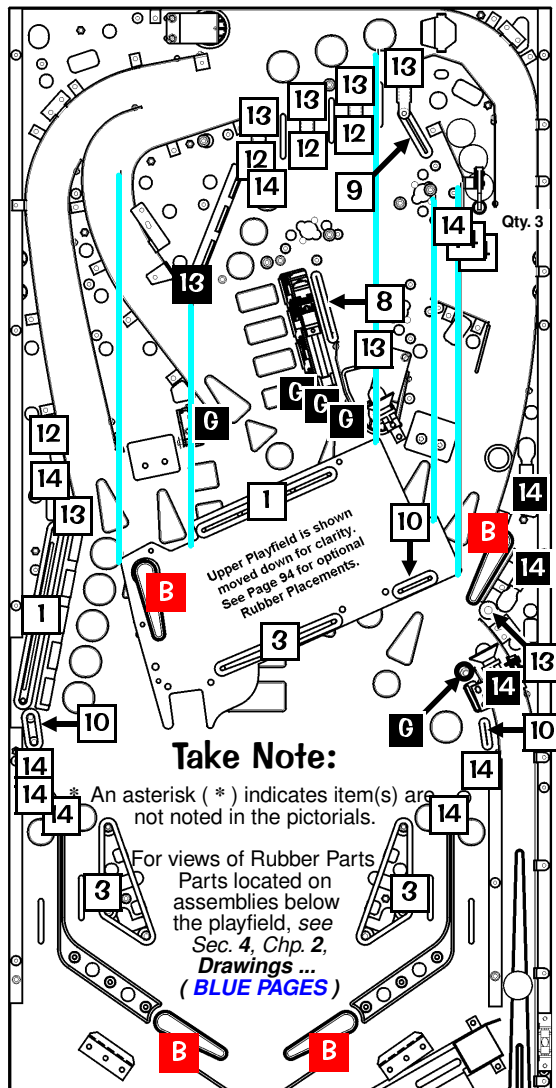 13
13
13
13
12
12
12
14
9
14
Qty. 3
13
8
13
G
G
G
G
12
14
13
1
14
10
B
Upper Playfield is shown
moved down for clarity.
See Page 94 for optional
Rubber Placements.
B
14
1
3
13
G
14
10
10
14
14
14
14
14
Take Note:
* An asterisk ( * ) indicates item(s) are
not noted in the pictorials.
For views of Rubber Parts
Parts located on
assemblies below
the playfield, see
Sec. 4, Chp. 2,
Drawings ...
( BLUE PAGES )
3
3
B
B